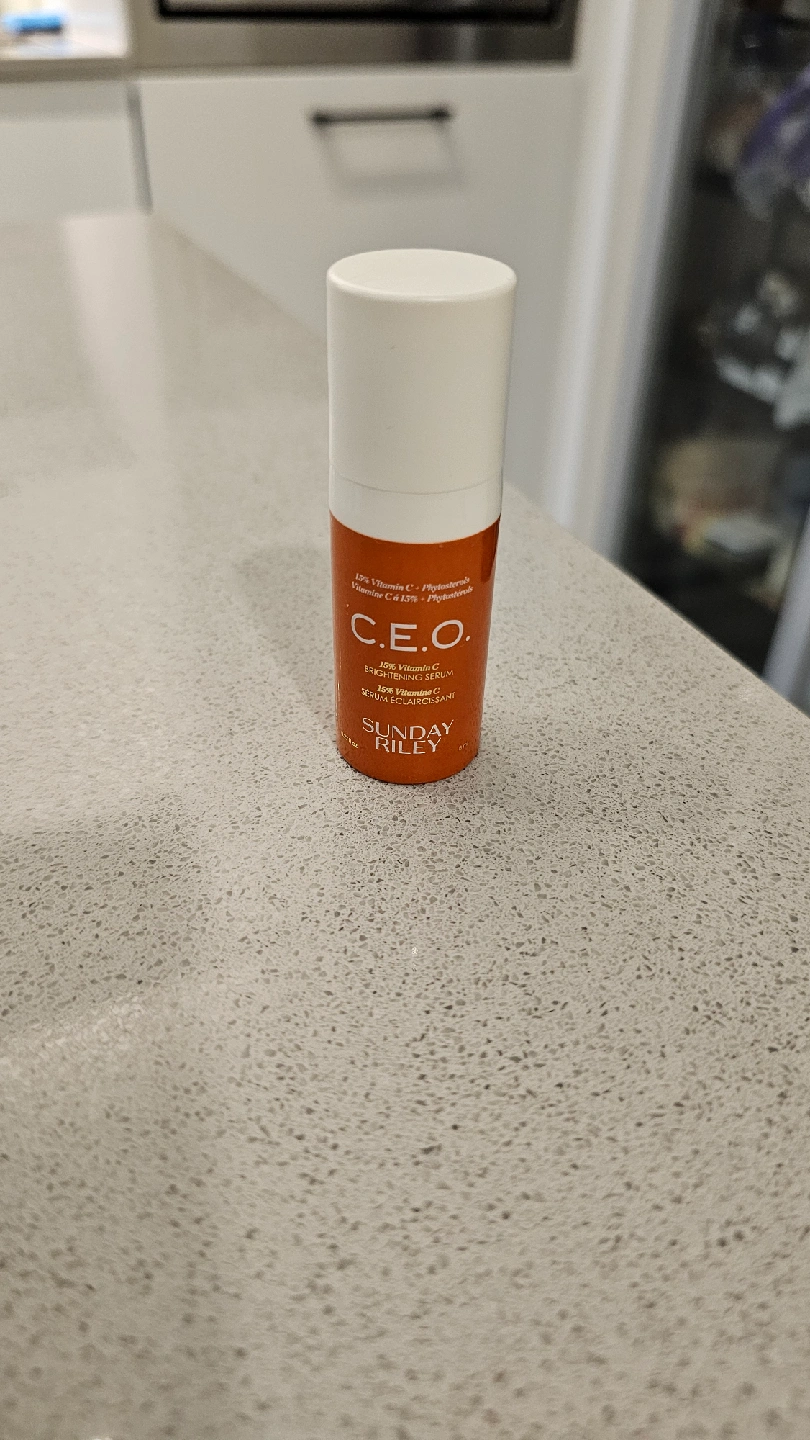 15% Vitamin C - Phytosterols
Vitamine C à 15% - Phytostérols
C.E.O.
15% Vitamin C
BRIGHTENING SERUM
15% Vitamine C
SÉRUM ÉCLAIRCISSANT
SUNDAY
RILEY